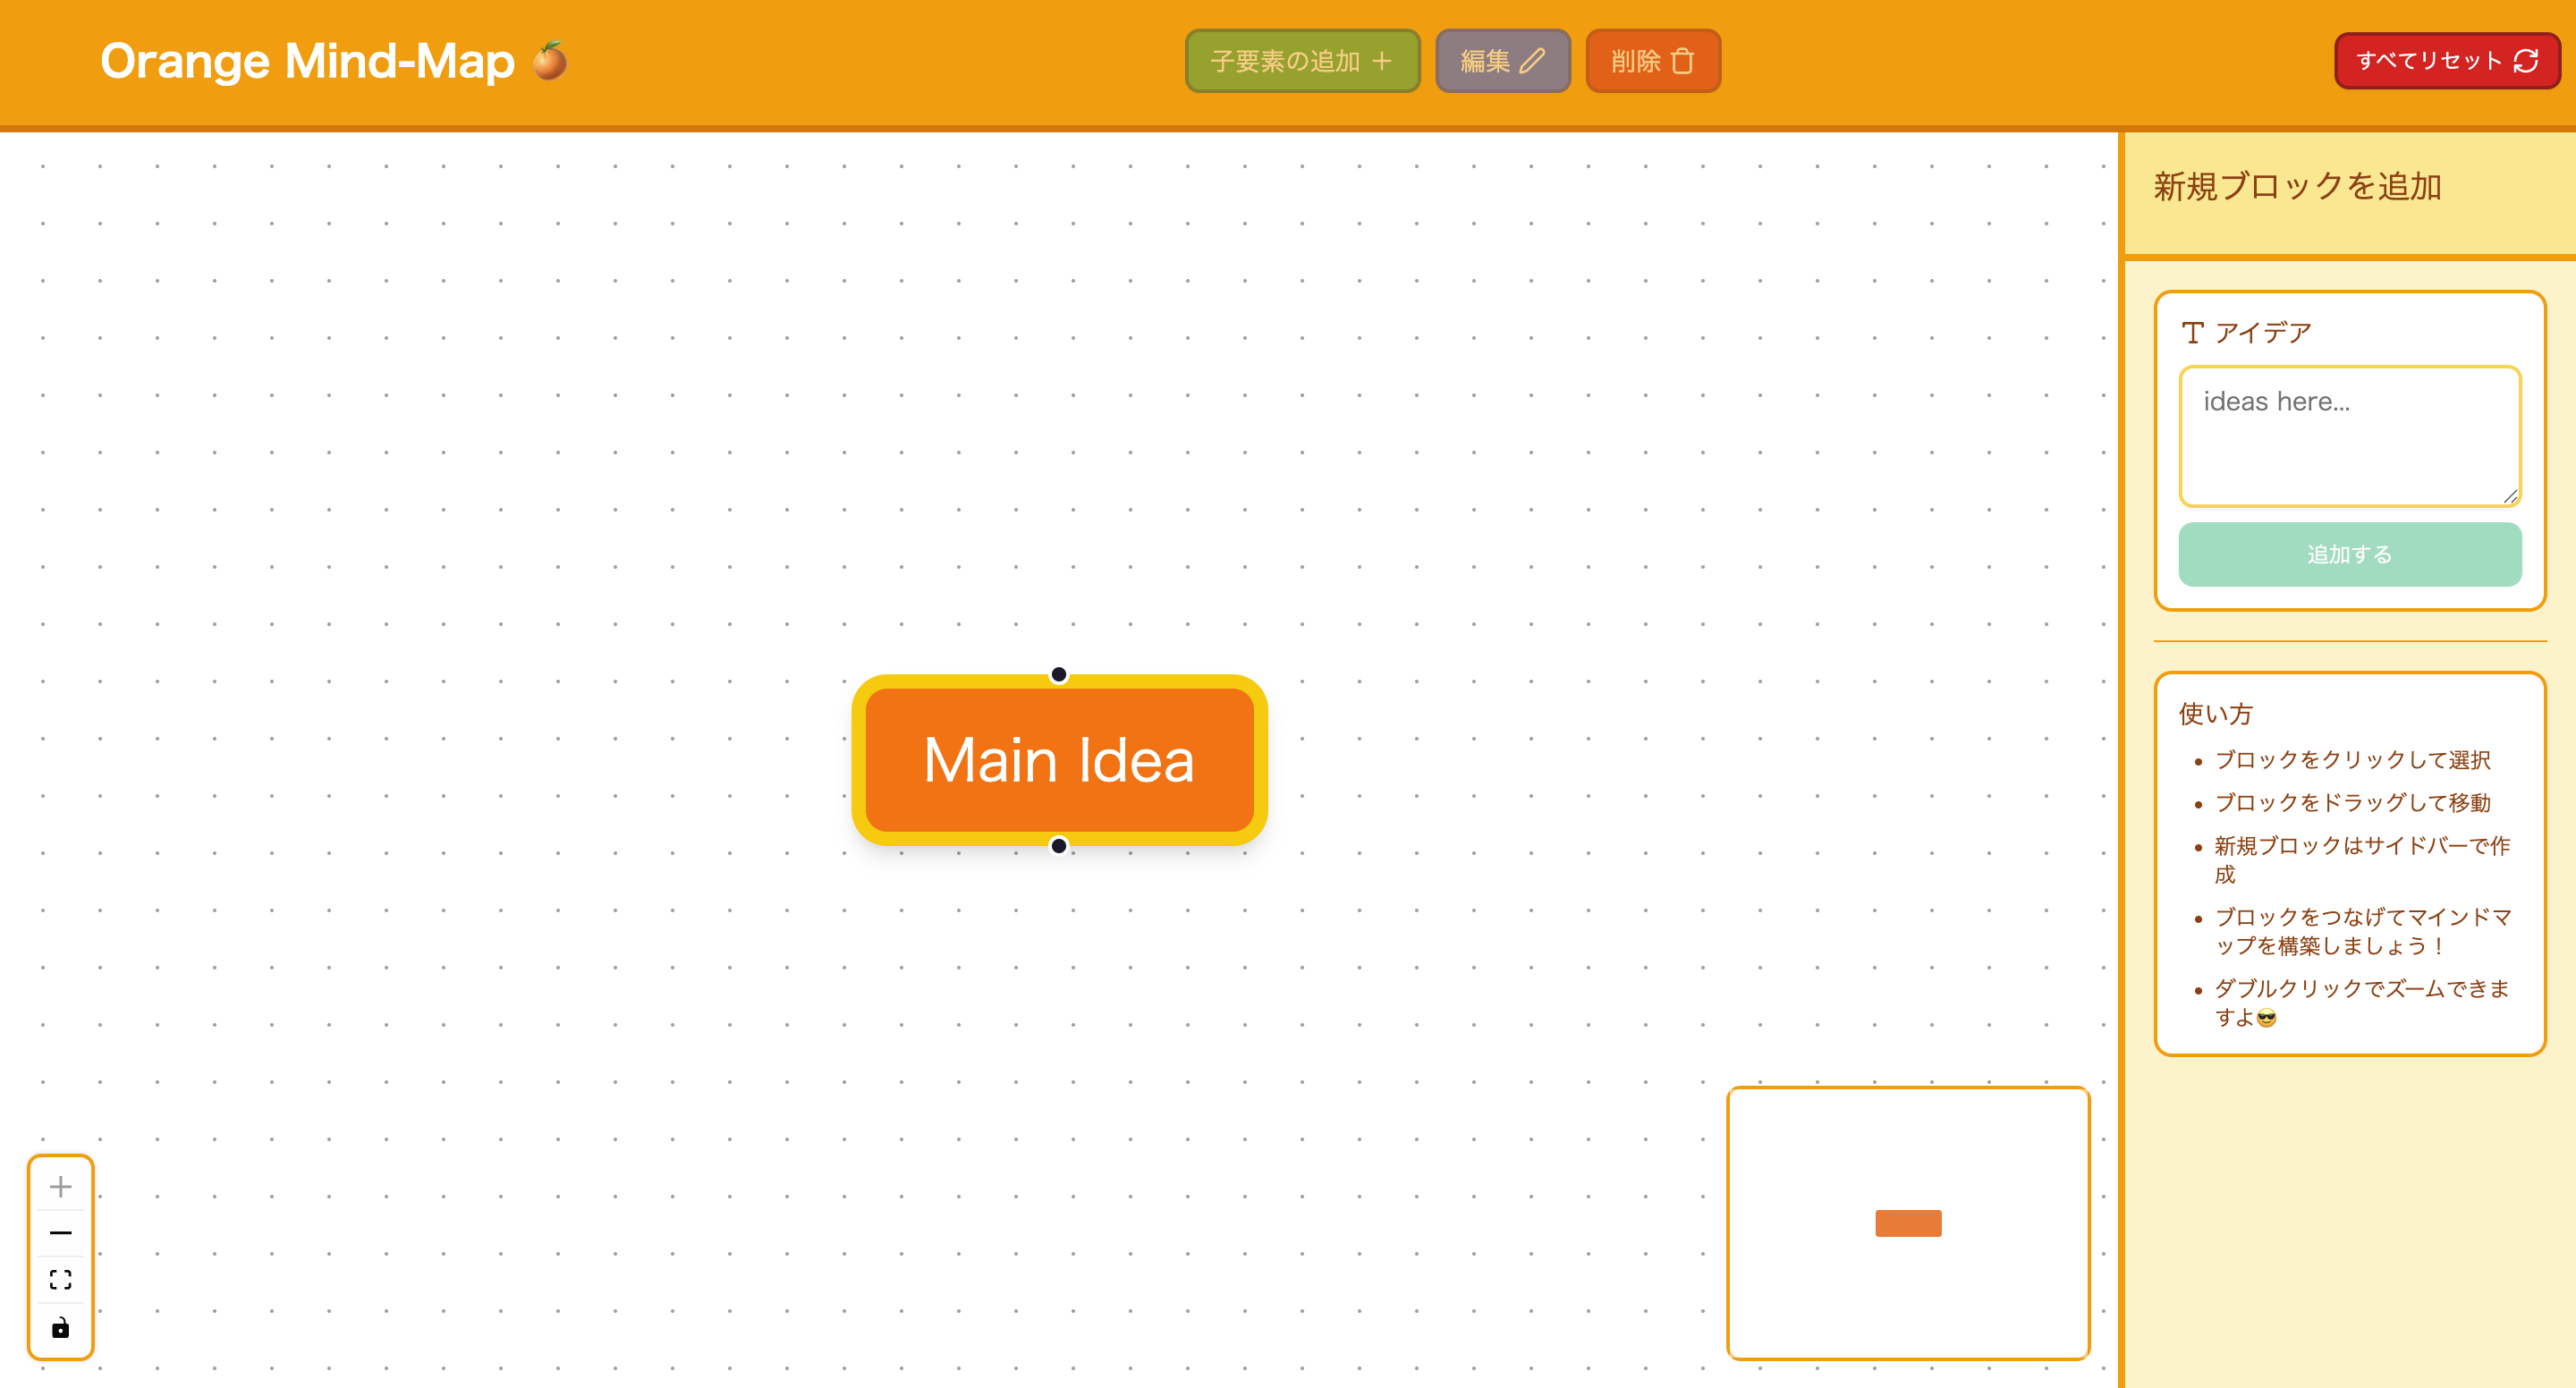 Orange Mind-Map 🍊
子要素の追加
編集
削除
すべてリセット
新規ブロックを追加
アイデア
ideas here...
追加する
Main Idea
使い方
ブロックをクリックして選択
ブロックをドラッグして移動
新規ブロックはサイドバーで作
成
ブロックをつなげてマインドマ
ップを構築しましょう！
ダブルクリックでズームできま
すよ😎